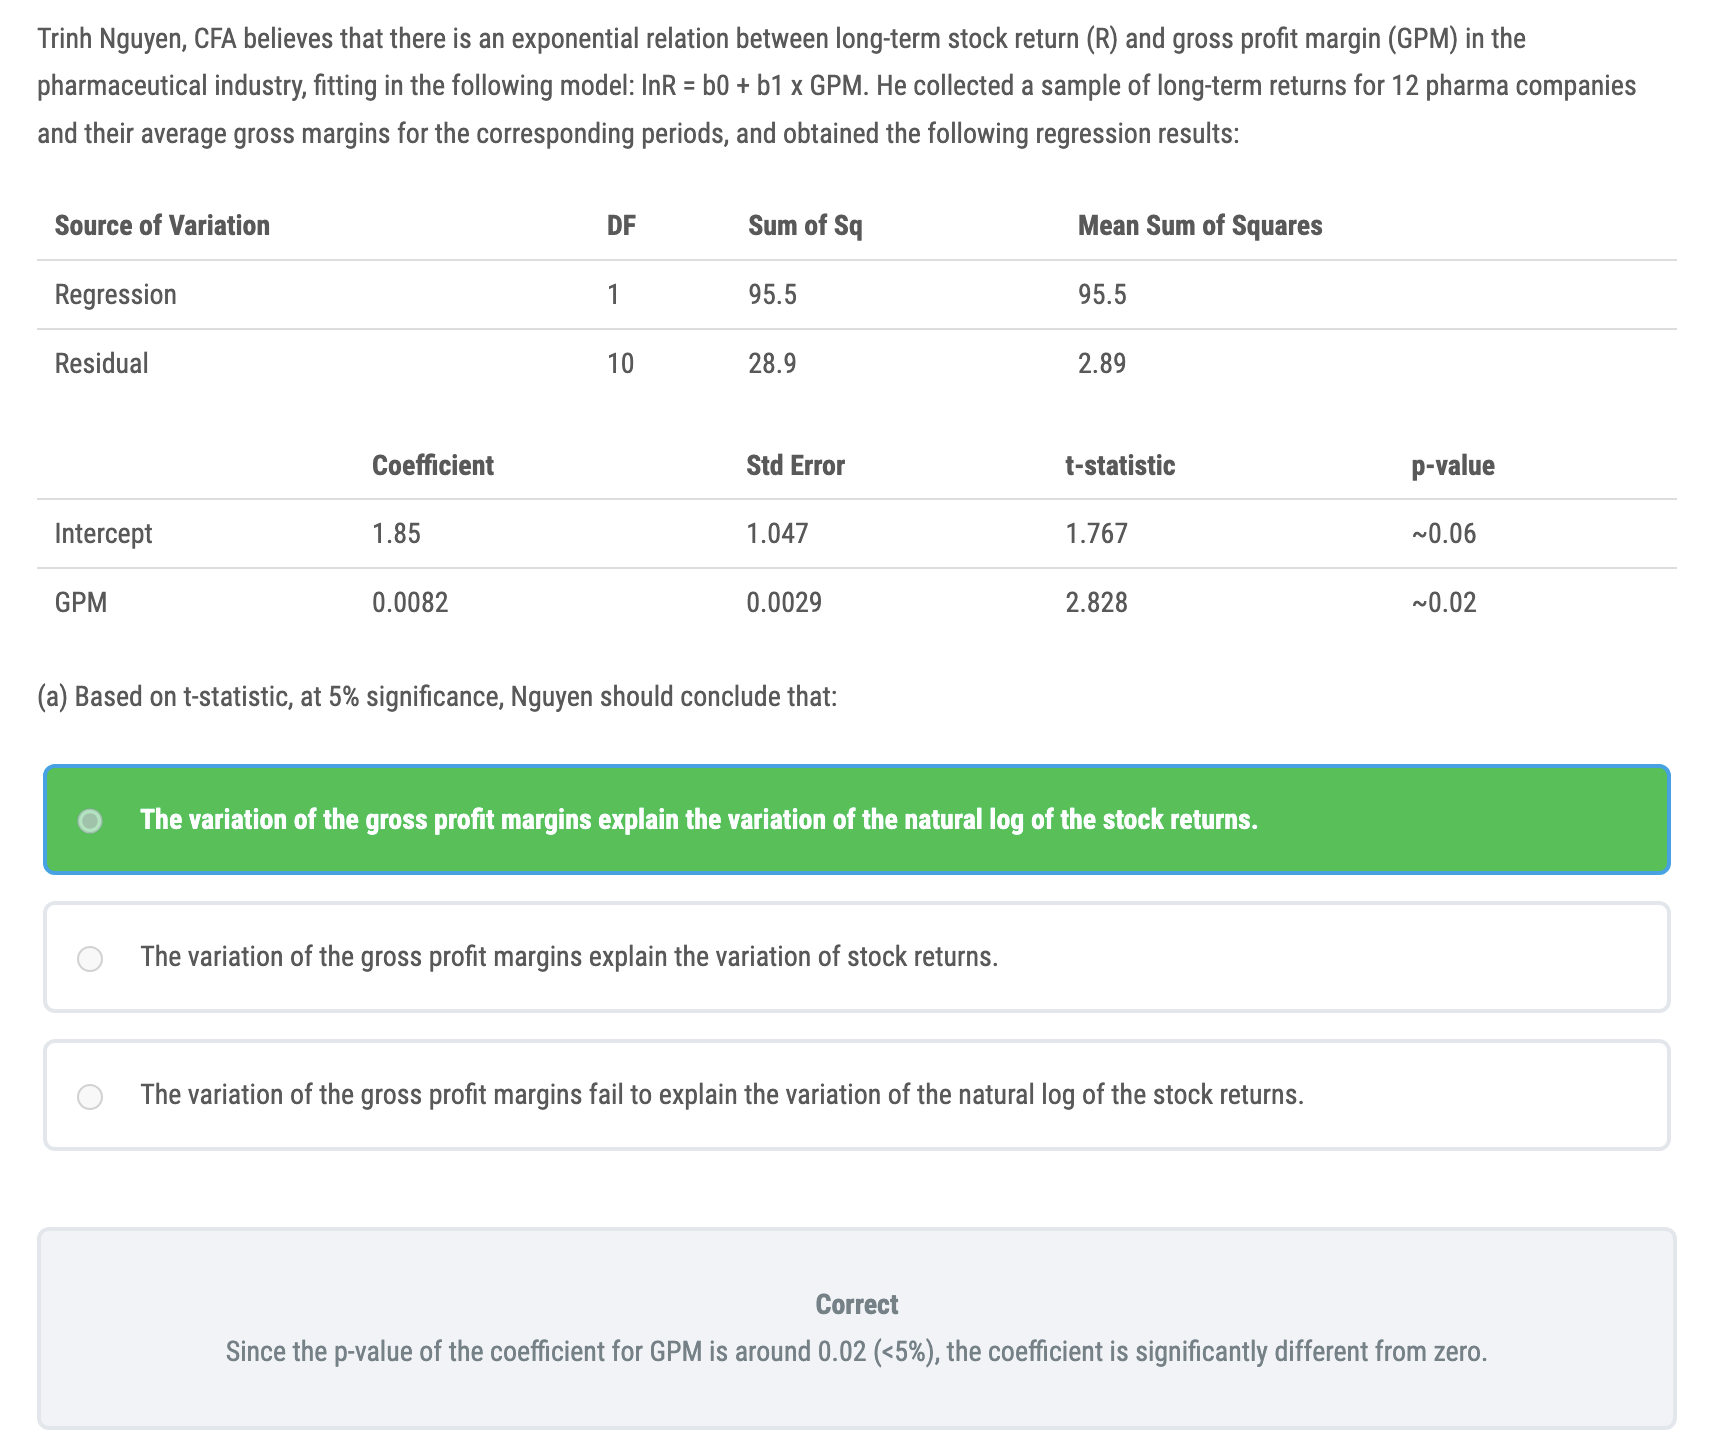 Trinh Nguyen, CFA believes that there is an exponential relation between long-term stock return (R) and gross profit margin (GPM) in the
pharmaceutical industry, fitting in the following model: lnR = b0 + b1 x GPM. He collected a sample of long-term returns for 12 pharma companies
and their average gross margins for the corresponding periods, and obtained the following regression results:
Source of Variation DF Sum of Sq Mean Sum of Squares
Regression 1 95.5 95.5
Residual 10 28.9 2.89
Coefficient Std Error t-statistic p-value
Intercept 1.85 1.047 1.767 ~0.06
GPM 0.0082 0.0029 2.828 ~0.02
(a) Based on t-statistic, at 5% significance, Nguyen should conclude that:
The variation of the gross profit margins explain the variation of the natural log of the stock returns.
The variation of the gross profit margins explain the variation of stock returns.
The variation of the gross profit margins fail to explain the variation of the natural log of the stock returns.
Correct
Since the p-value of the coefficient for GPM is around 0.02 (<5%), the coefficient is significantly different from zero.